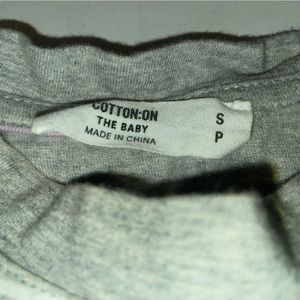 COTTON:ON
THE BABY
MADE IN CHINA
S
P